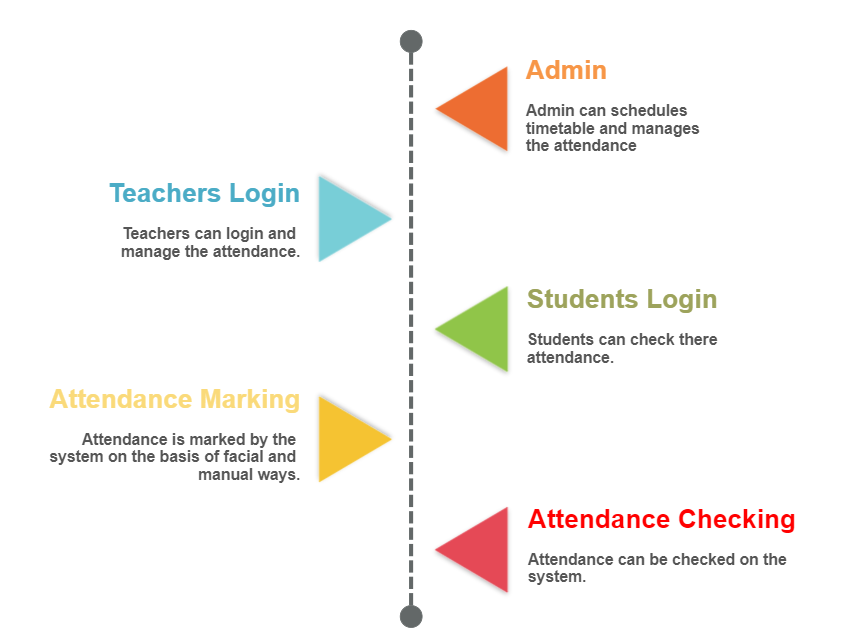 Admin
Admin can schedules
timetable and manages
the attendance
Teachers Login
Teachers can login and
manage the attendance.
Students Login
Students can check there
attendance.
Attendance Marking
Attendance is marked by the
system on the basis of facial and
manual ways.
Attendance Checking
Attendance can be checked on the
system.